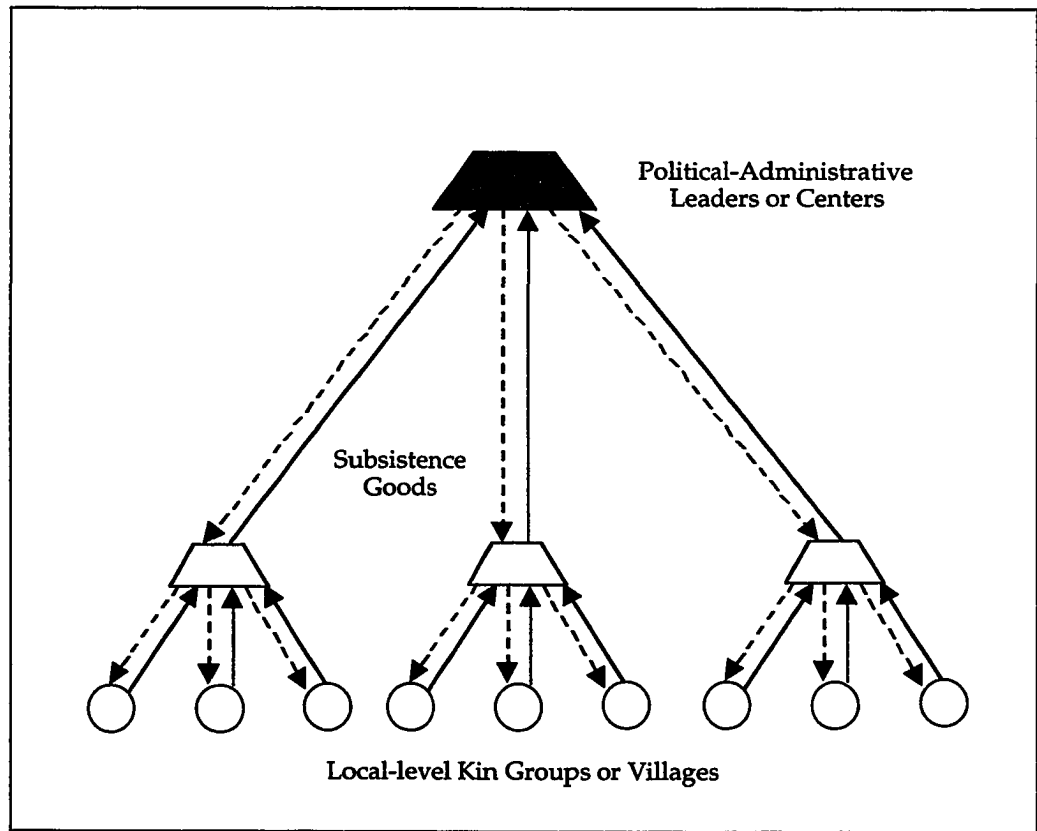 Political-Administrative
Leaders or Centers
Subsistence
Goods
Local-level Kin Groups or Villages